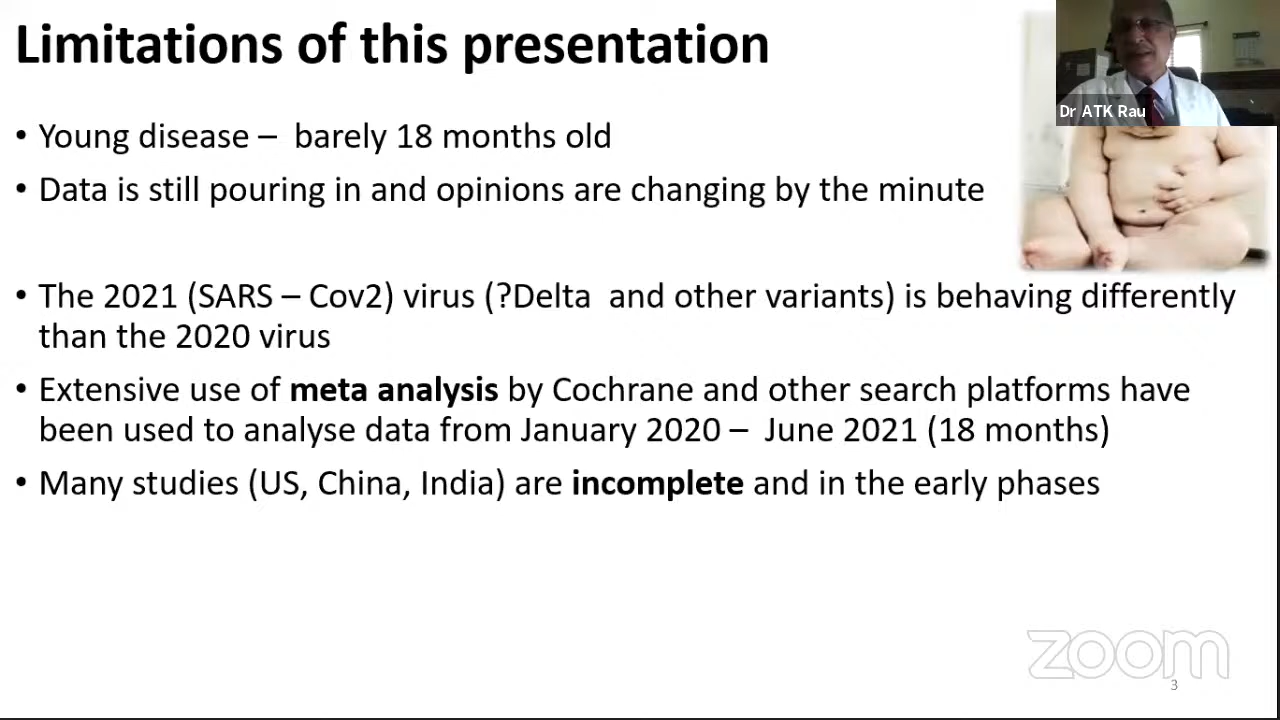 Limitations of this presentation
Dr ATK Rau
• Young disease – barely 18 months old
• Data is still pouring in and opinions are changing by the minute
• The 2021 (SARS – Cov2) virus (?Delta and other variants) is behaving differently
than the 2020 virus
• Extensive use of meta analysis by Cochrane and other search platforms have
been used to analyse data from January 2020 – June 2021 (18 months)
• Many studies (US, China, India) are incomplete and in the early phases
zoom
3